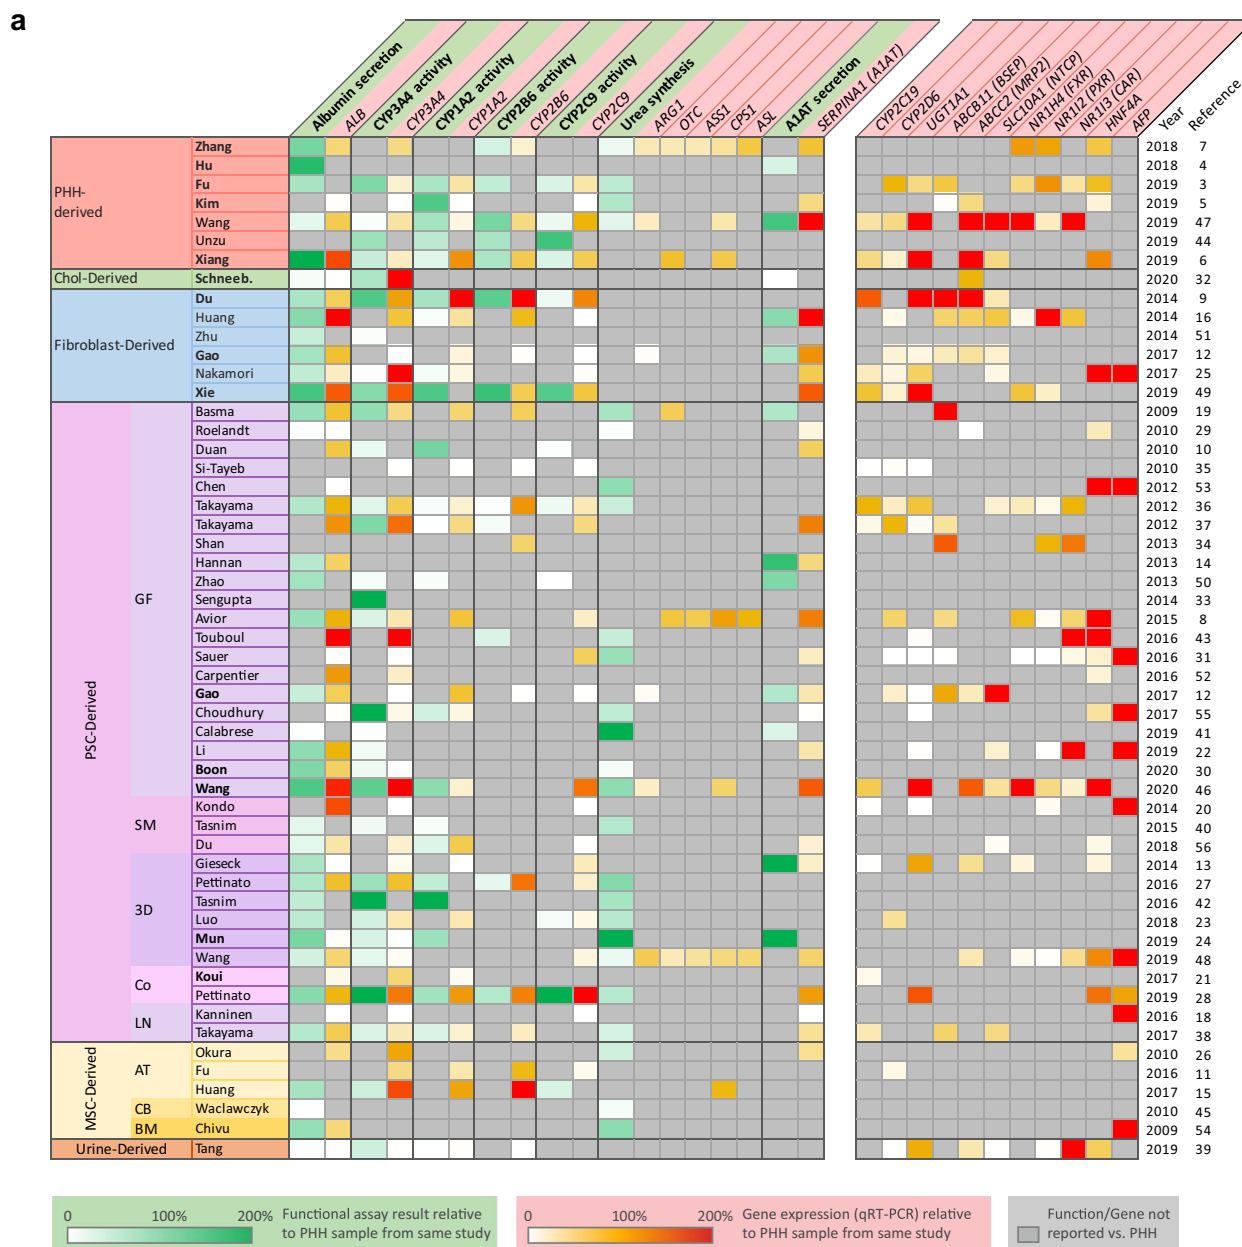 a
Albumin secretion
ALB
CYP3A4 activity
CYP3A4
CYP1A2 activity
CYP1A2
CYP2B6 activity
CYP2B6
CYP2C9 activity
CYP2C9
Urea synthesis
ARG1
OTC
ASS1
CPS1
ASL
A1AT secretion
SERPINA1 (A1AT)
CYP2C19
CYP2D6
UGT1A1
ABCB11 (BSEP)
ABCC2 (MRP2)
SLC10A1 (NTCP)
NR1H4 (FXR)
NR1I2 (PXR)
NR1I3 (CAR)
HNF4A
AFP
Year
Reference
PHH-
derived
Zhang 2018 7
Hu 2018 4
Fu 2019 3
Kim 2019 5
Wang 2019 47
Unzu 2019 44
Xiang 2019 6
Chol-Derived
Schneeb. 2020 32
Fibroblast-Derived
Du 2014 9
Huang 2014 16
Zhu 2014 51
Gao 2017 12
Nakamori 2017 25
Xie 2019 49
PSC-Derived
GF
Basma 2009 19
Roelandt 2010 29
Duan 2010 10
Si-Tayeb 2010 35
Chen 2012 53
Takayama 2012 36
Takayama 2012 37
Shan 2013 34
Hannan 2013 14
Zhao 2013 50
Sengupta 2014 33
Avior 2015 8
Touboul 2016 43
Sauer 2016 31
Carpentier 2016 52
Gao 2017 12
Choudhury 2017 55
Calabrese 2019 41
Li 2019 22
Boon 2020 30
Wang 2020 46
SM
Kondo 2014 20
Tasnim 2015 40
Du 2018 56
3D
Gieseck 2014 13
Pettinato 2016 27
Tasnim 2016 42
Luo 2018 23
Mun 2019 24
Wang 2019 48
Co
Koui 2017 21
Pettinato 2019 28
LN
Kanninen 2016 18
Takayama 2017 38
MSC-Derived
AT
Okura 2010 26
Fu 2016 11
Huang 2017 15
CB
Waclawczyk 2010 45
BM
Chivu 2009 54
Urine-Derived
Tang 2019 39
0 100% 200%
Functional assay result relative
to PHH sample from same study
0 100% 200%
Gene expression (qRT-PCR) relative
to PHH sample from same study
Function/Gene not
reported vs. PHH